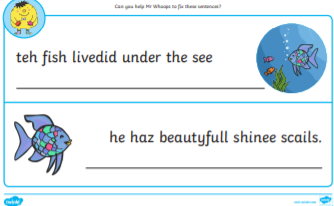 Can you help Mr Whoops to fix these sentences?
teh fish livedid under the see
he haz beautyfull shinee scails.
twinkl